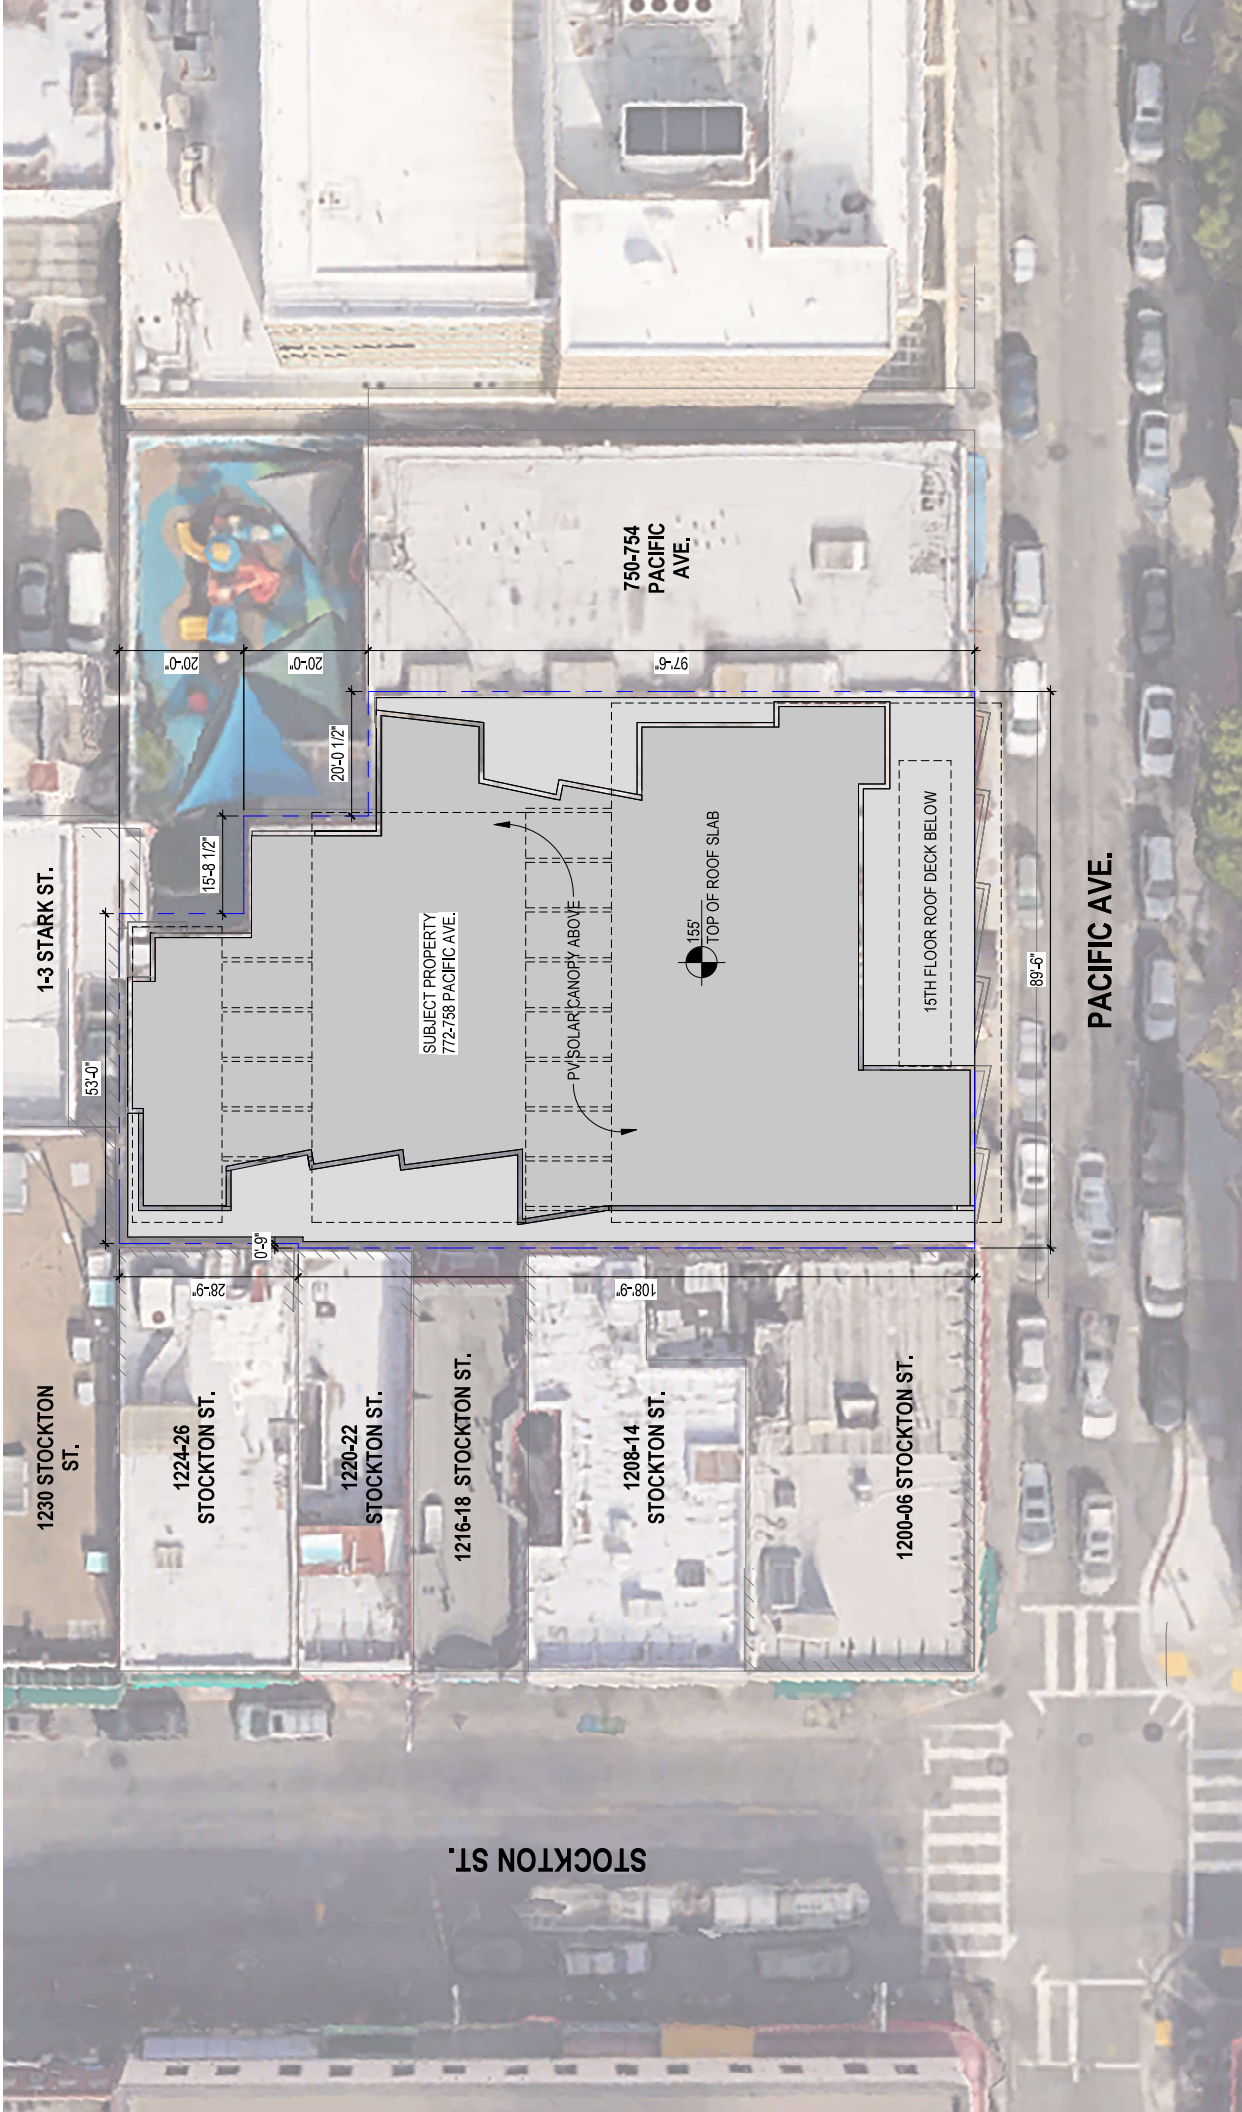 1-3 STARK ST.
20'-0"
20'-0"
97'-6"
750-754
PACIFIC
AVE.
20'-0 1/2"
15'-8 1/2"
53'-0"
SUBJECT PROPERTY
772-758 PACIFIC AVE.
PV SOLAR CANOPY ABOVE
155'
TOP OF ROOF SLAB
15TH FLOOR ROOF DECK BELOW
89'-6"
PACIFIC AVE.
0'-9"
28'-9"
108'-9"
1230 STOCKTON
ST.
1224-26
STOCKTON ST.
1220-22
STOCKTON ST.
1216-18 STOCKTON ST.
1208-14
STOCKTON ST.
1200-06 STOCKTON ST.
STOCKTON ST.